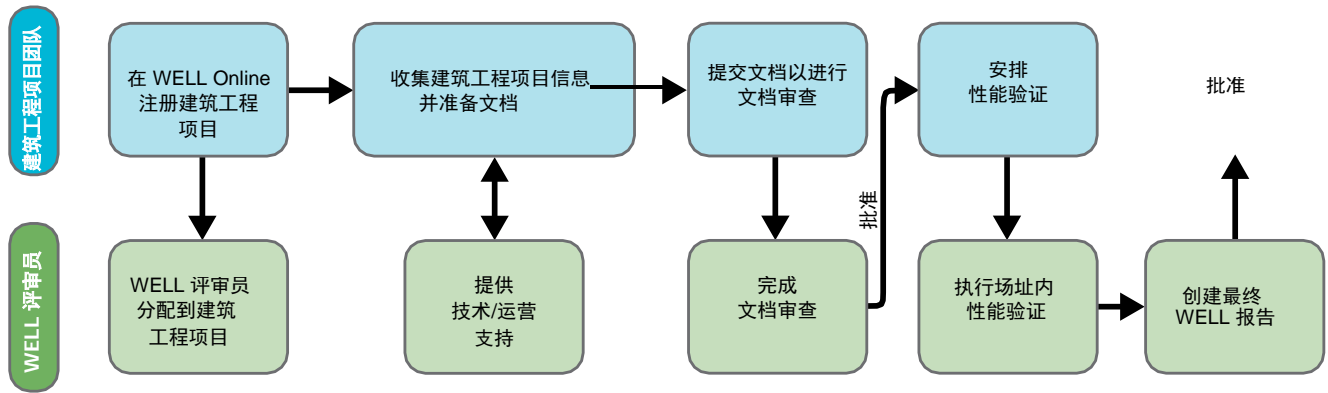 建筑工程项目团队
在 WELL Online
注册建筑工程
项目
收集建筑工程项目信息
并准备文档
提交文档以进行
文档审查
安排
性能验证
批准
批准
WELL 评审员
WELL 评审员
分配到建筑
工程项目
提供
技术/运营
支持
完成
文档审查
执行场址内
性能验证
创建最终
WELL 报告